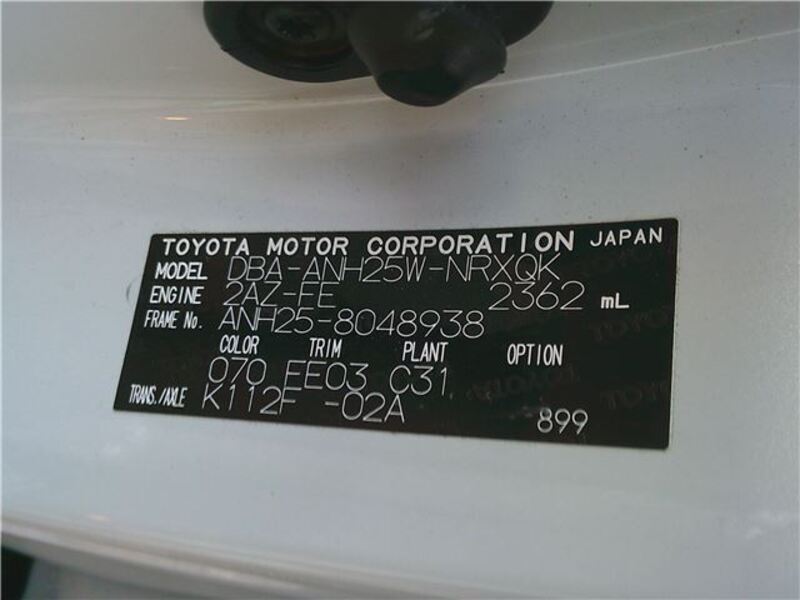 TOYOTA MOTOR CORPORATION JAPAN
MODEL DBA-ANH25W-NRXQK
ENGINE 2AZ-FE 2362 mL
FRAME No. ANH25-8048938
COLOR TRIM PLANT OPTION
070 EE03 C31
TRANS./AXLE K112F -02A
899